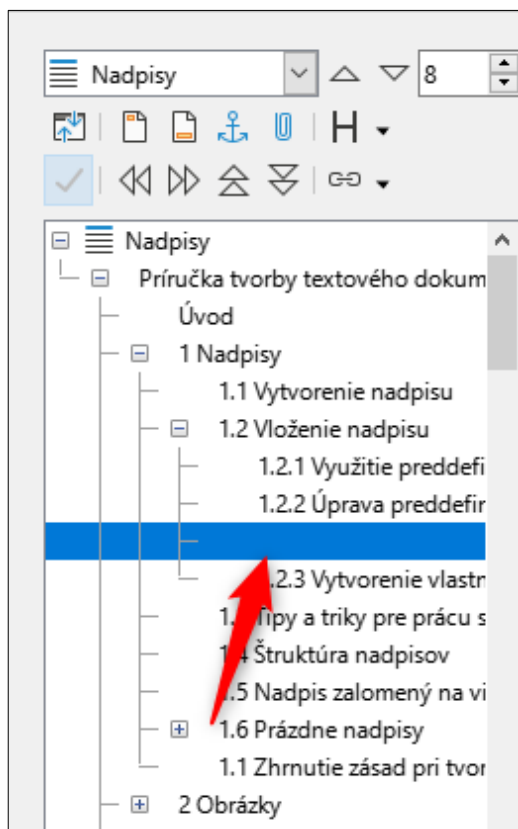 Nadpisy 8
H
Nadpisy
Príručka tvorby textového dokum
Úvod
1 Nadpisy
1.1 Vytvorenie nadpisu
1.2 Vloženie nadpisu
1.2.1 Využitie preddefi
1.2.2 Úprava preddefir
.2.3 Vytvorenie vlastr
1. Tipy a triky pre prácu s
1.4 Štruktúra nadpisov
1.5 Nadpis zalomený na vi
1.6 Prázdne nadpisy
1.1 Zhrnutie zásad pri tvor
2 Obrázky